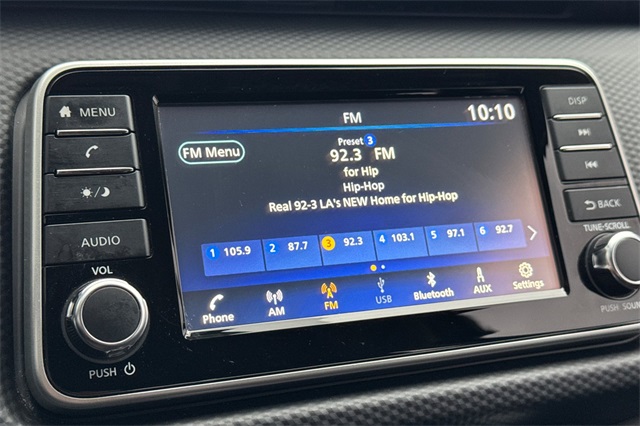 MENU
AUDIO
VOL
PUSH
FM
10:10
FM Menu
Preset 3
92.3 FM
for Hip
Hip-Hop
Real 92-3 LA's NEW Home for Hip-Hop
1 105.9 2 87.7 3 92.3 4 103.1 5 97.1 6 92.7
Phone AM FM USB Bluetooth AUX Settings
DISP
BACK
TUNE·SCROLL
PUSH SOUND